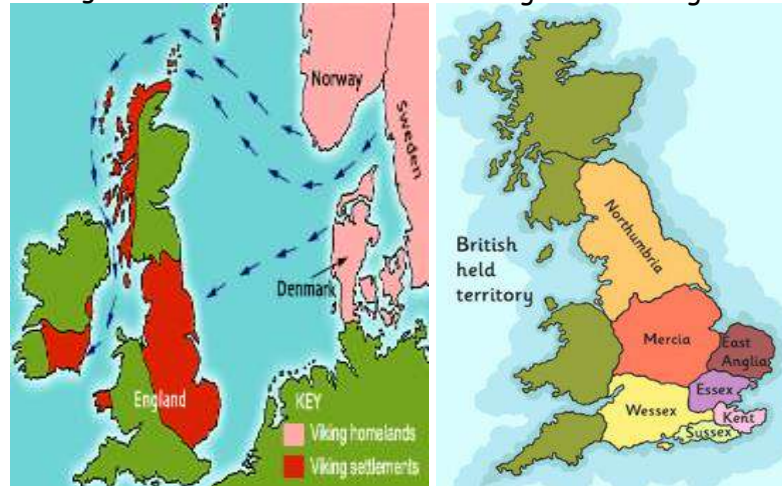 Norway
Sweden
Denmark
England
KEY
Viking homelands
Viking settlements
Northumbria
British
held
territory
Mercia
East
Anglia
Essex
Wessex
Kent
Sussex